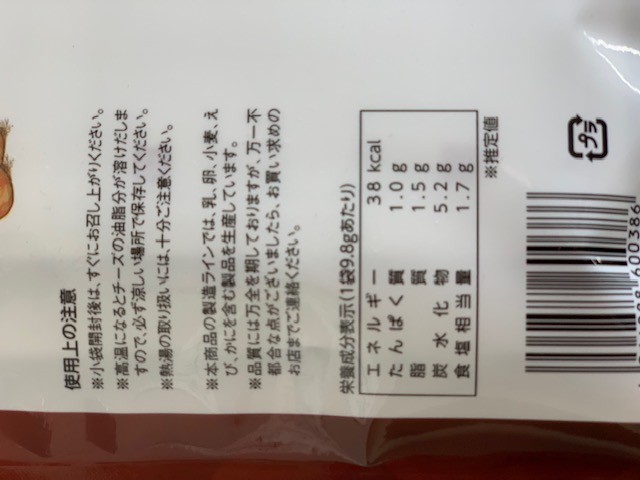 使用上の注意
※小袋開封後は、すぐにお召し上がりください。
※高温になるとチーズの油脂分が溶けだしま
すので、必ず涼しい場所で保存してください。
※熱湯の取り扱いには、十分ご注意ください。
※本商品の製造ラインでは、乳、卵、小麦、え
び、かにを含む製品を生産しています。
※品質には万全を期しておりますが、万一不
都合な点がございましたら、お買い求めの
お店までご連絡ください。
栄養成分表示(1袋9.8gあたり)
エネルギー 38 kcal
たんぱく質 1.0 g
脂質 1.5 g
炭水化物 5.2 g
食塩相当量 1.7 g
※推定値
プラ
600386